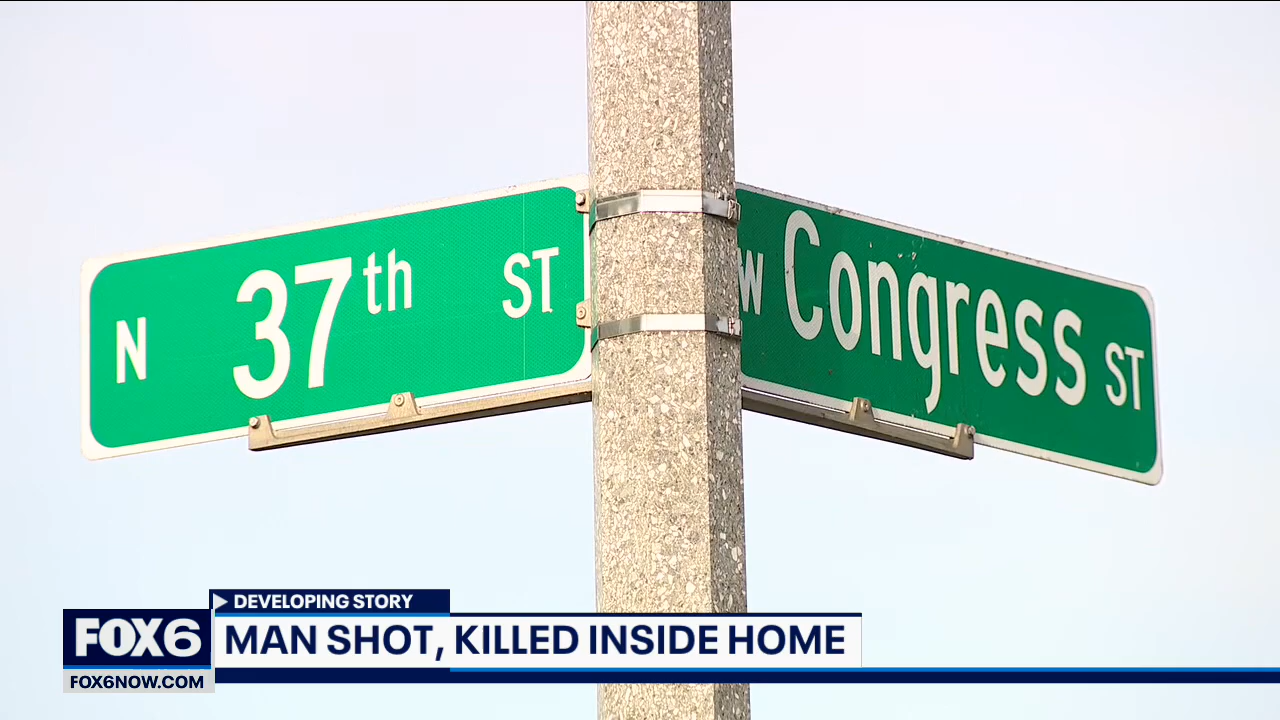 N 37th ST
W Congress ST
DEVELOPING STORY
FOX6
MAN SHOT, KILLED INSIDE HOME
FOX6NOW.COM